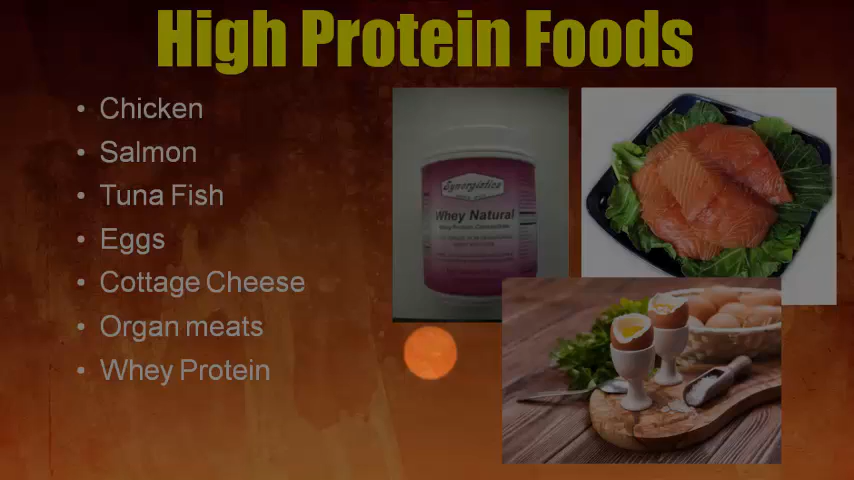 High Protein Foods
• Chicken
• Salmon
• Tuna Fish
• Eggs
• Cottage Cheese
• Organ meats
• Whey Protein
Synergistics
Whey Natural